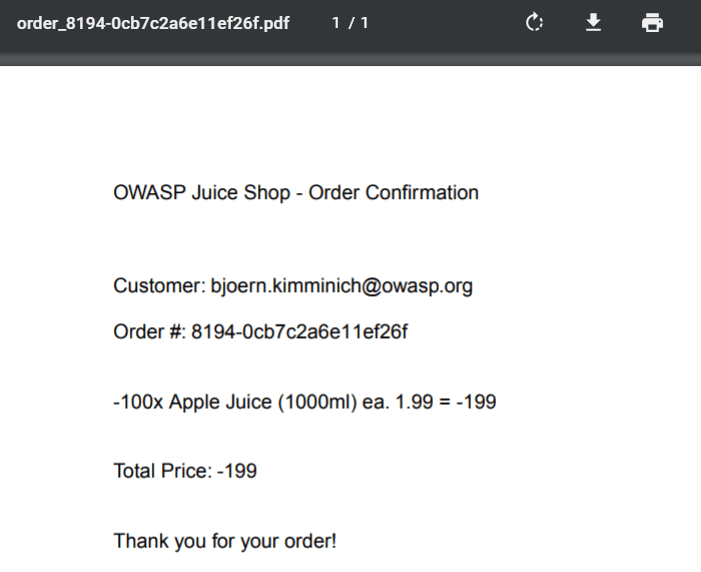 order_8194-0cb7c2a6e11ef26f.pdf 1 / 1
OWASP Juice Shop - Order Confirmation
Customer: bjoern.kimminich@owasp.org
Order #: 8194-0cb7c2a6e11ef26f
-100x Apple Juice (1000ml) ea. 1.99 = -199
Total Price: -199
Thank you for your order!